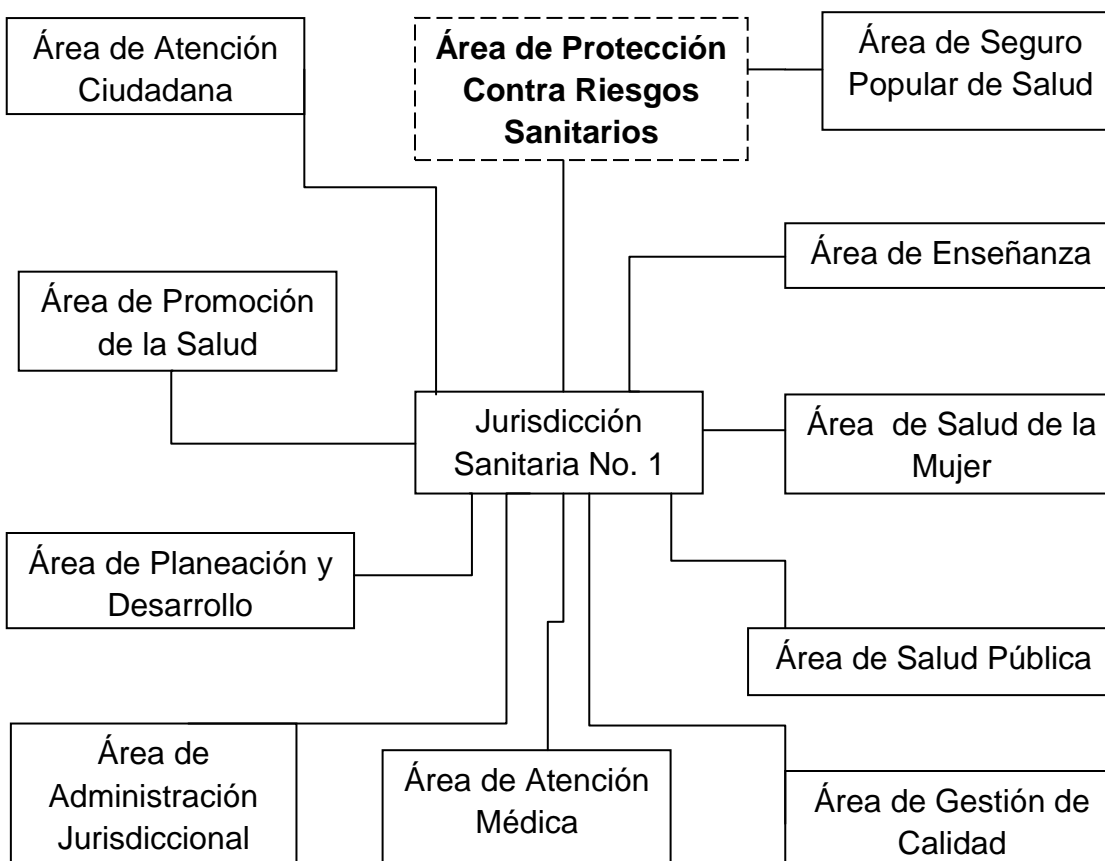 Área de Atención
Ciudadana
Área de Protección
Contra Riesgos
Sanitarios
Área de Seguro
Popular de Salud
Área de Enseñanza
Área de Promoción
de la Salud
Jurisdicción
Sanitaria No. 1
Área de Salud de la
Mujer
Área de Planeación y
Desarrollo
Área de Salud Pública
Área de
Administración
Jurisdiccional
Área de Atención
Médica
Área de Gestión de
Calidad